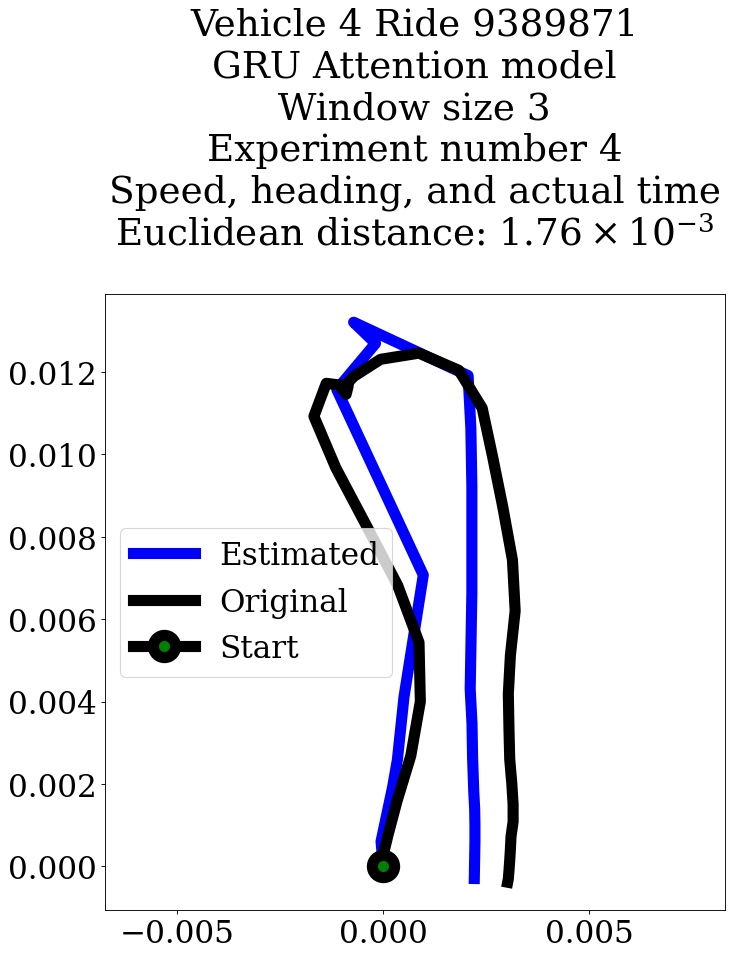 Vehicle 4 Ride 9389871
GRU Attention model
Window size 3
Experiment number 4
Speed, heading, and actual time
Euclidean distance: 1.76 × 10⁻³
0.012
0.010
0.008
0.006
0.004
0.002
0.000
Estimated
Original
Start
−0.005 0.000 0.005